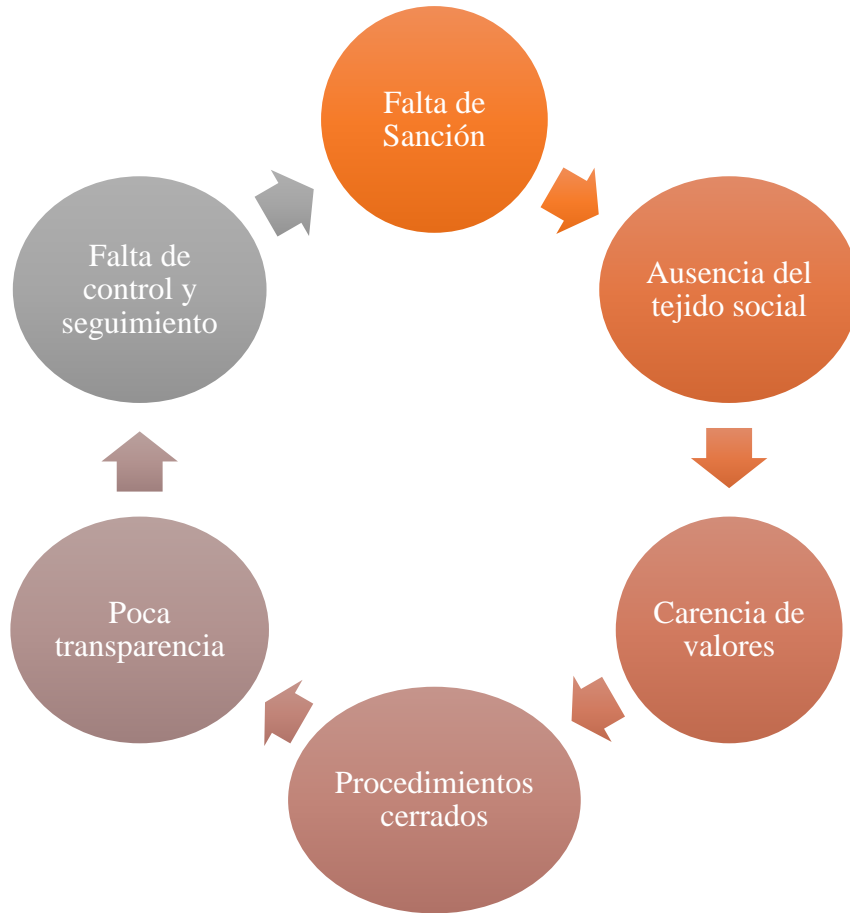 Falta de
Sanción
Ausencia del
tejido social
Carencia de
valores
Procedimientos
cerrados
Poca
transparencia
Falta de
control y
seguimiento